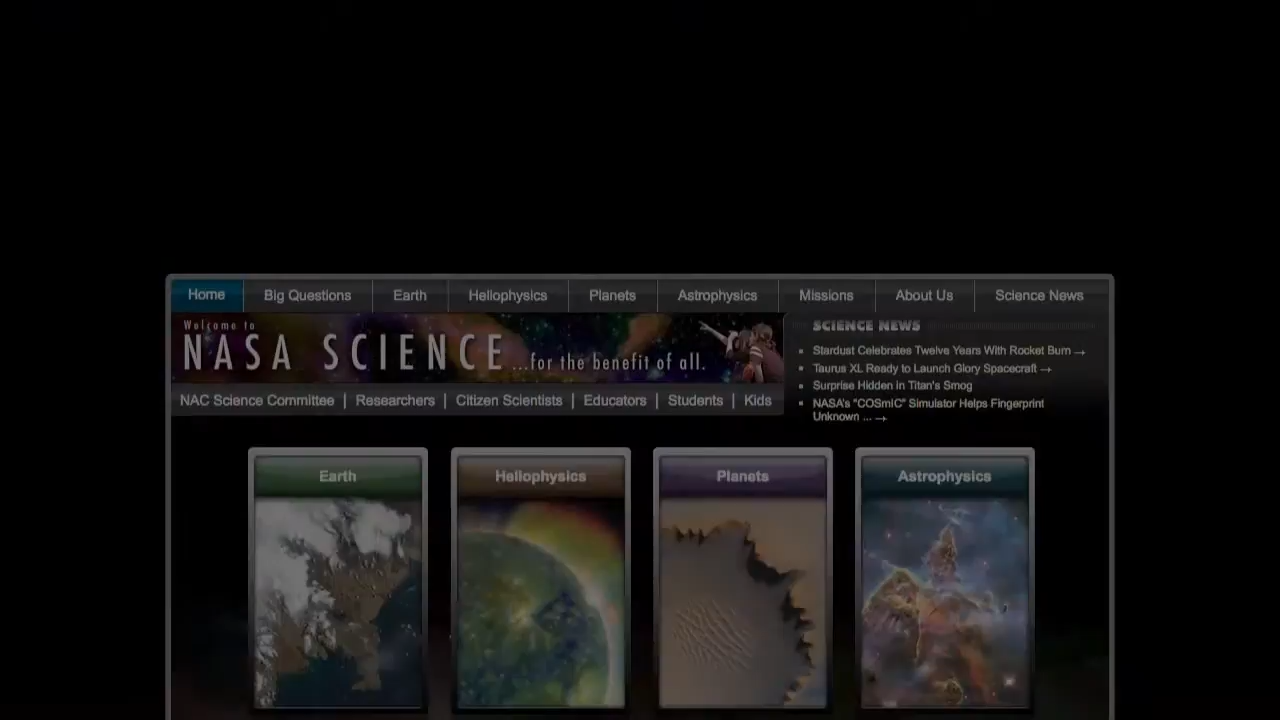 Home Big Questions Earth Heliophysics Planets Astrophysics Missions About Us Science News
Welcome to
NASA SCIENCE ...for the benefit of all.
NAC Science Committee | Researchers | Citizen Scientists | Educators | Students | Kids
SCIENCE NEWS
Stardust Celebrates Twelve Years With Rocket Burn →
Taurus XL Ready to Launch Glory Spacecraft →
Surprise Hidden in Titan's Smog
NASA's "COSmIC" Simulator Helps Fingerprint
Unknown ... →
Earth Heliophysics Planets Astrophysics